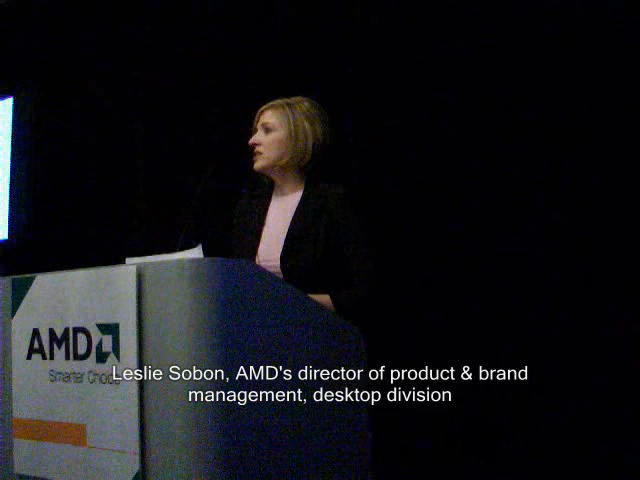 AMD
Smarter Choice
Leslie Sobon, AMD's director of product & brand
management, desktop division